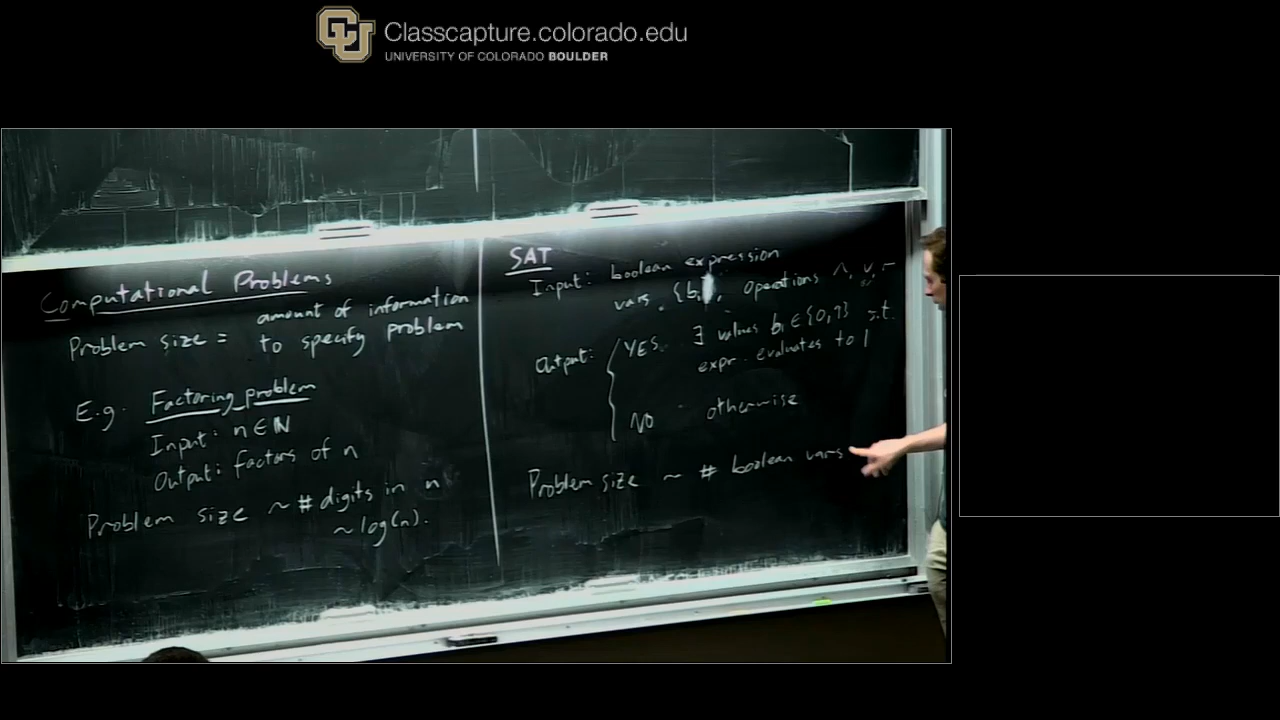 Classcapture.colorado.edu
UNIVERSITY OF COLORADO BOULDER
Computational Problems
Problem size = amount of information
to specify problem
E.g. Factoring problem
Input: n ∈ ℕ
Output: factors of n
Problem size ~ # digits in n
~ log(n).
SAT
Input: boolean expression
vars. {b, operations ∧, ∨, ¬
Output: { YES ∃ values bᵢ ∈ {0,1} s.t.
expr. evaluates to 1
NO otherwise
Problem size ~ # boolean vars